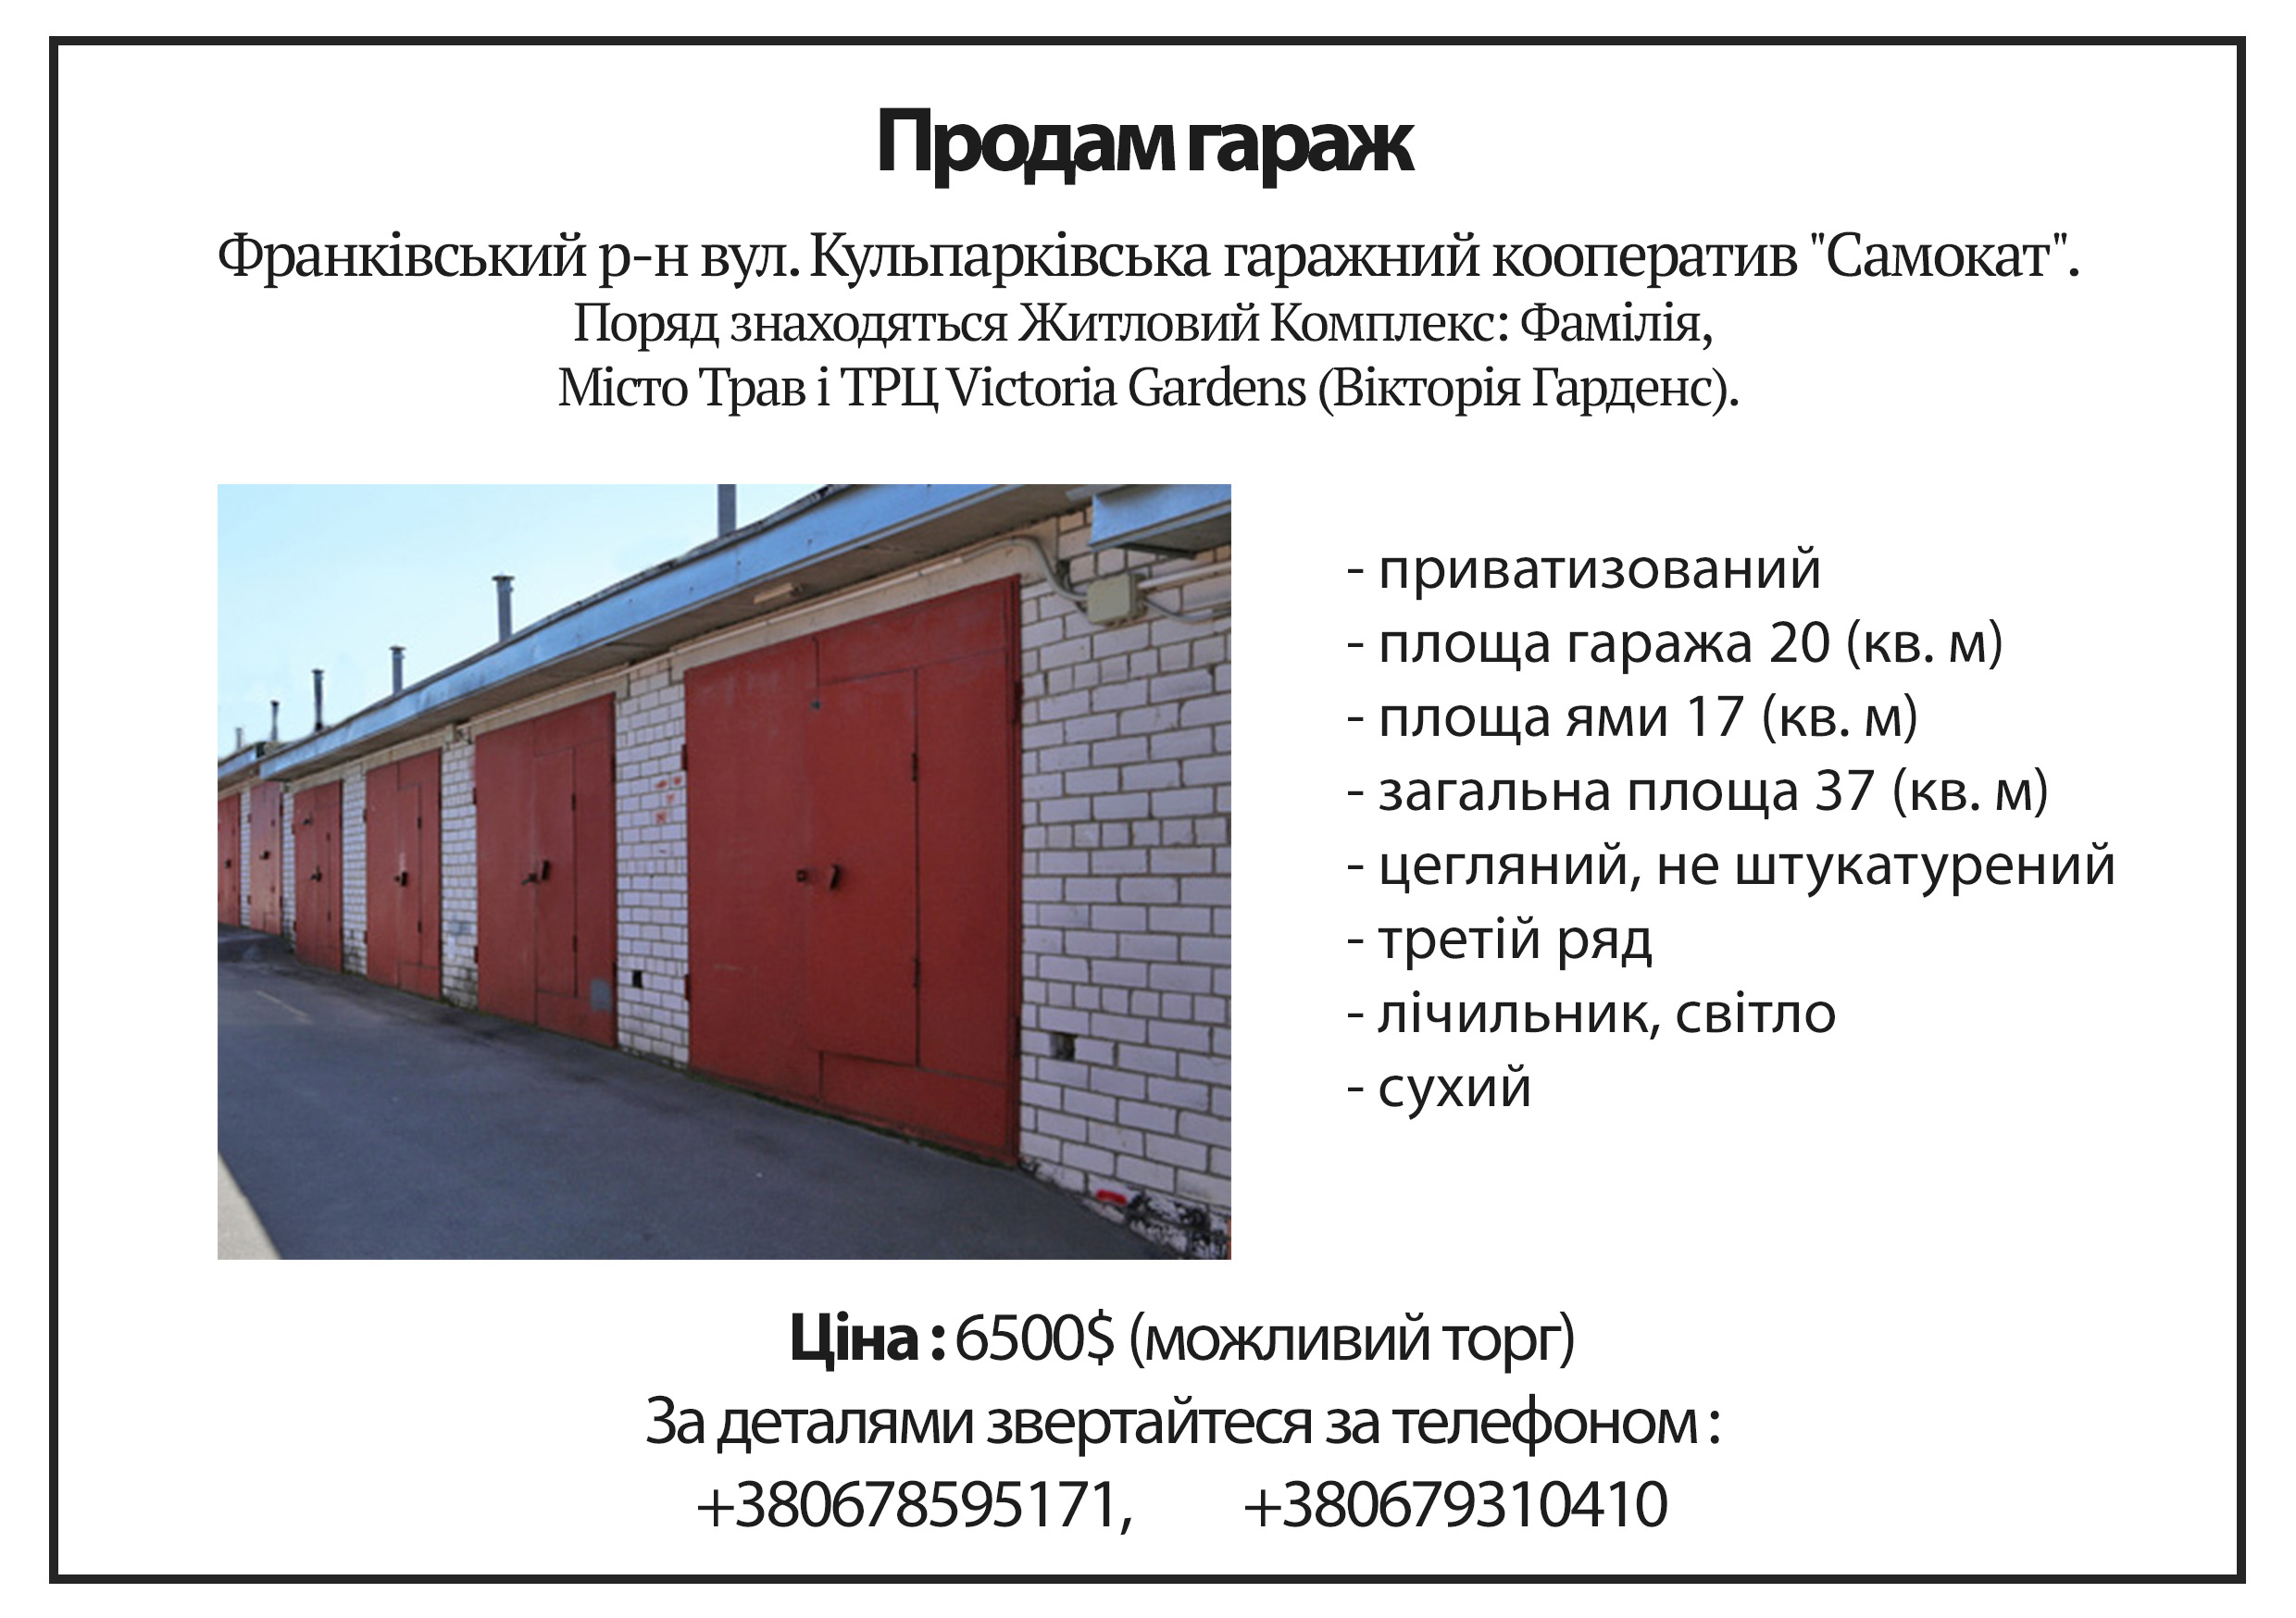 Продам гараж
Франківський р-н вул. Кульпарківська гаражний кооператив "Самокат".
Поряд знаходяться Житловий Комплекс: Фамілія,
Місто Трав і ТРЦ Victoria Gardens (Вікторія Гарденс).
- приватизований
- площа гаража 20 (кв. м)
- площа ями 17 (кв. м)
- загальна площа 37 (кв. м)
- цегляний, не штукатурений
- третій ряд
- лічильник, світло
- сухий
Ціна : 6500$ (можливий торг)
За деталями звертайтеся за телефоном :
+380678595171, +380679310410